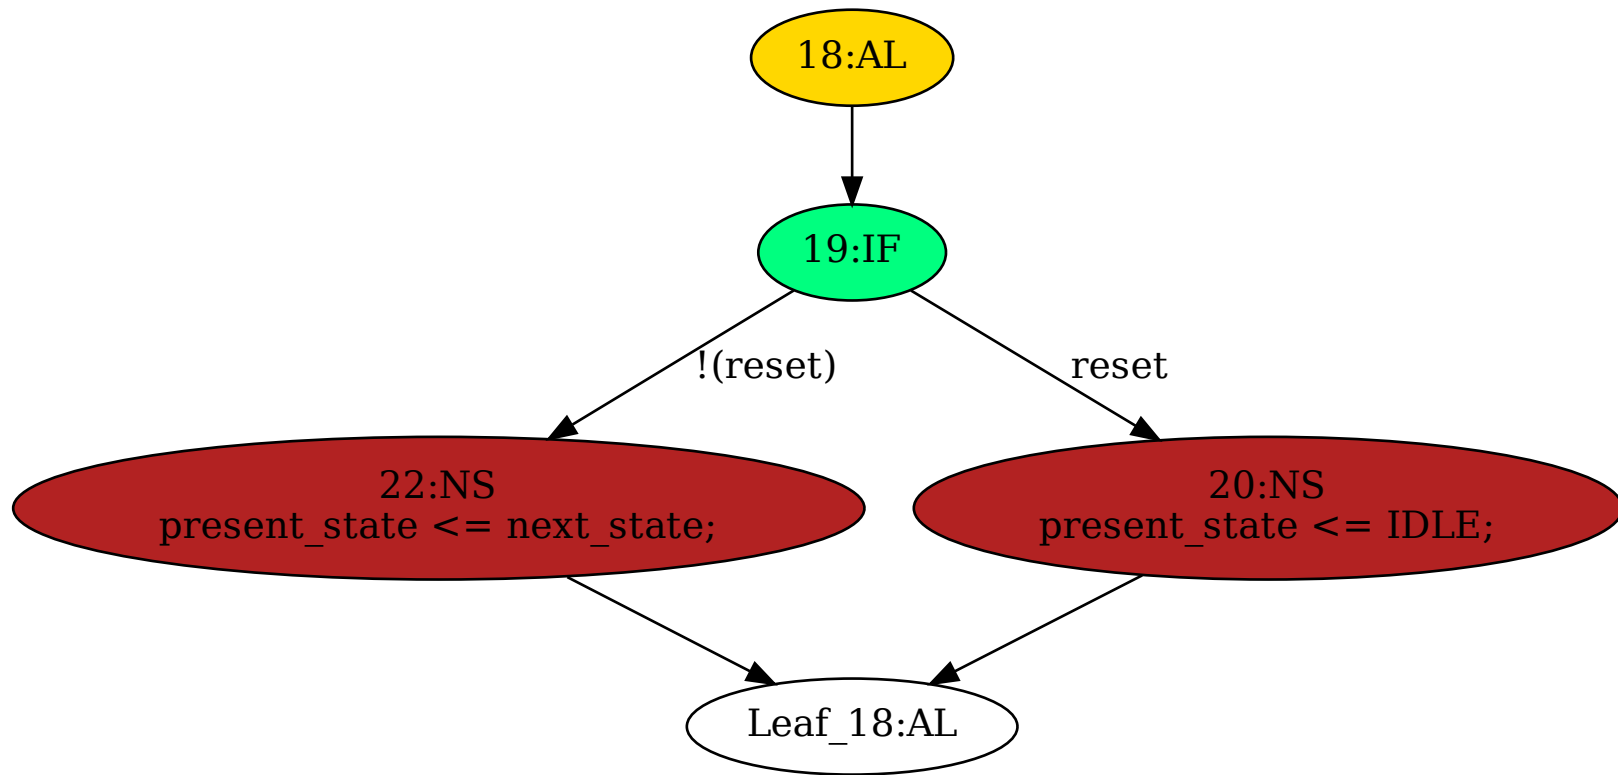 18:AL
19:IF
!(reset)
reset
22:NS
present_state <= next_state;
20:NS
present_state <= IDLE;
Leaf_18:AL